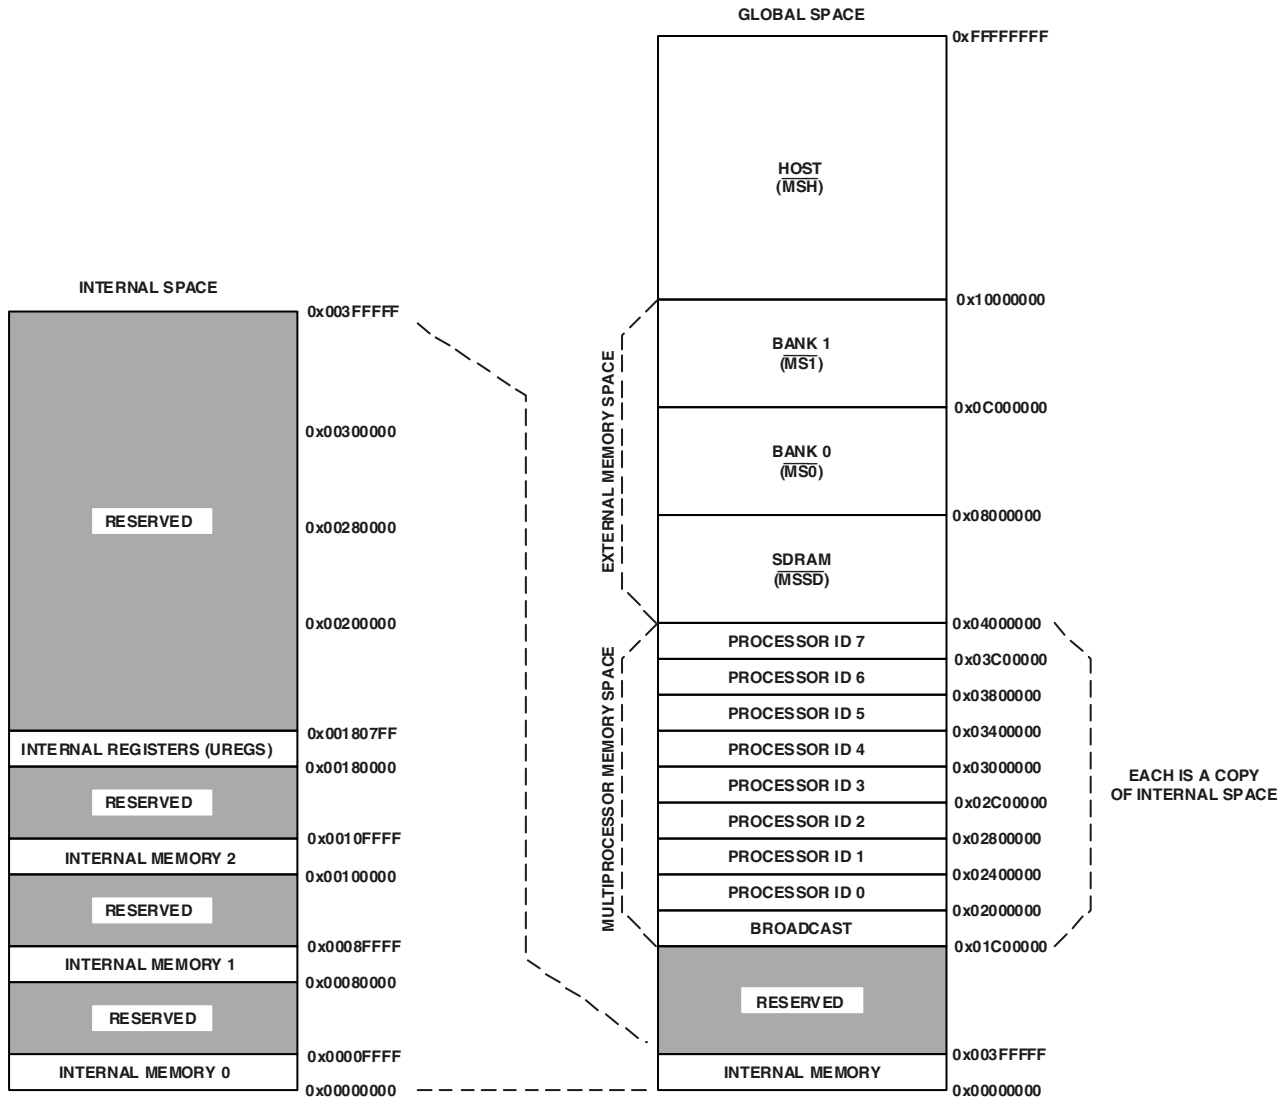 INTERNAL SPACE
0x003FFFFF
0x00300000
RESERVED
0x00280000
0x00200000
0x001807FF
INTERNAL REGISTERS (UREGS)
0x00180000
RESERVED
0x0010FFFF
INTERNAL MEMORY 2
0x00100000
RESERVED
0x0008FFFF
INTERNAL MEMORY 1
0x00080000
RESERVED
0x0000FFFF
INTERNAL MEMORY 0
0x00000000
GLOBAL SPACE
0xFFFFFFFF
HOST
(MSH)
0x10000000
BANK 1
(MS1)
0x0C000000
BANK 0
(MS0)
0x08000000
SDRAM
(MSSD)
0x04000000
PROCESSOR ID 7
0x03C00000
PROCESSOR ID 6
0x03800000
PROCESSOR ID 5
0x03400000
PROCESSOR ID 4
0x03000000
PROCESSOR ID 3
0x02C00000
PROCESSOR ID 2
0x02800000
PROCESSOR ID 1
0x02400000
PROCESSOR ID 0
0x02000000
BROADCAST
0x01C00000
RESERVED
0x003FFFFF
INTERNAL MEMORY
0x00000000
EXTERNAL MEMORY SPACE
MULTIPROCESSOR MEMORY SPACE
EACH IS A COPY
OF INTERNAL SPACE